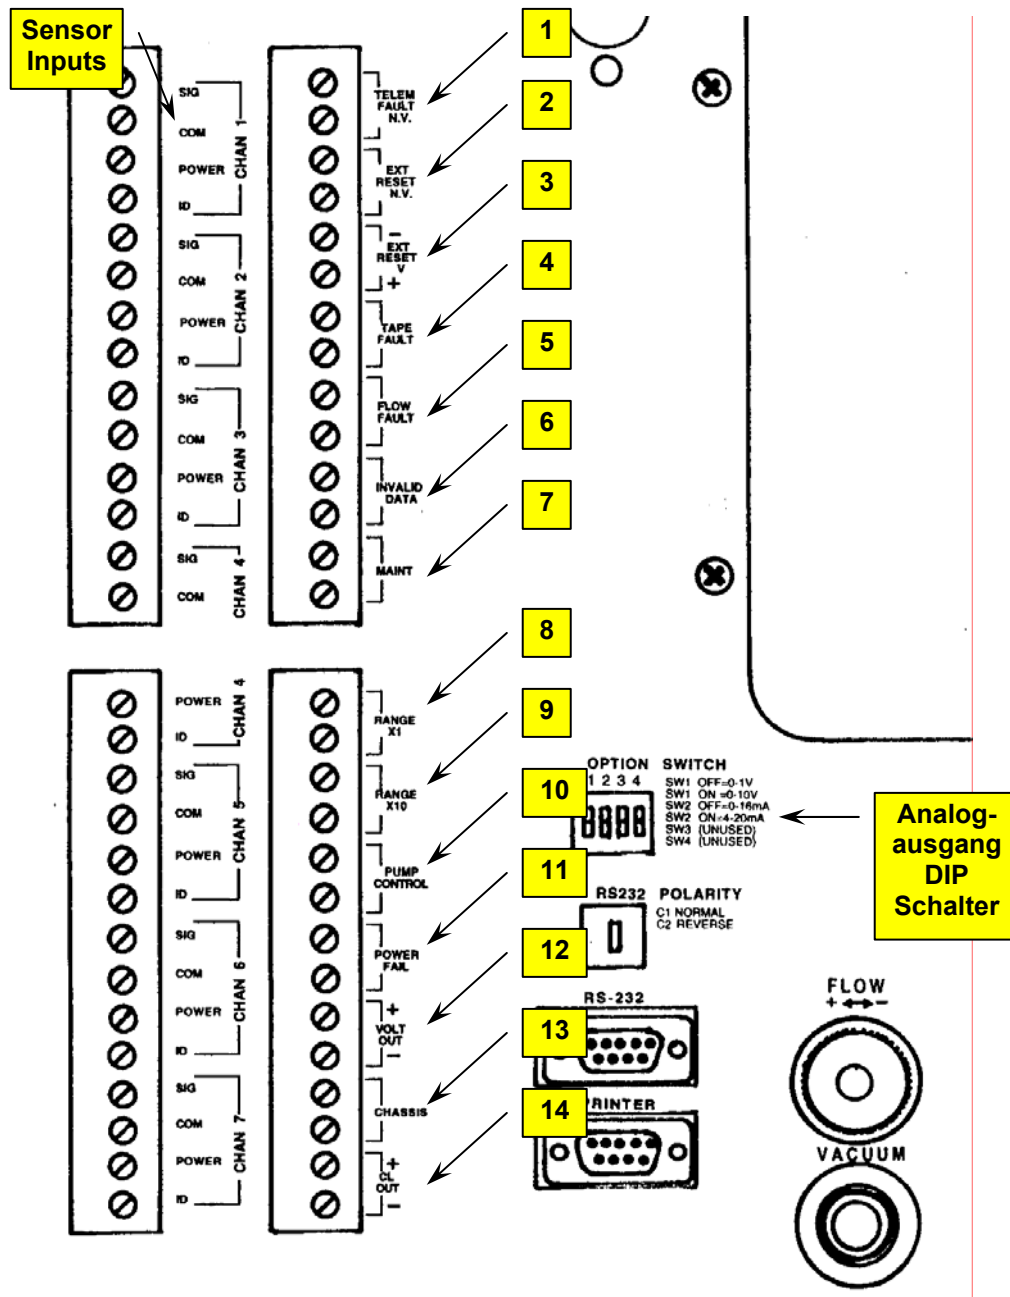 Sensor
Inputs
SIG
COM
POWER
ID
CHAN 1
SIG
COM
POWER
ID
CHAN 2
SIG
COM
POWER
ID
CHAN 3
SIG
COM
CHAN 4
POWER
ID
CHAN 4
SIG
COM
POWER
ID
CHAN 5
SIG
COM
POWER
ID
CHAN 6
SIG
COM
POWER
ID
CHAN 7
TELEM
FAULT
N.V.
EXT
RESET
N.V.
−
EXT
RESET
V
+
TAPE
FAULT
FLOW
FAULT
INVALID
DATA
MAINT
RANGE
X1
RANGE
X10
PUMP
CONTROL
POWER
FAIL
+
VOLT
OUT
−
CHASSIS
+
CL
OUT
−
1
2
3
4
5
6
7
8
9
10
11
12
13
14
OPTION SWITCH
1 2 3 4
SW1 OFF=0-1V
SW1 ON =0-10V
SW2 OFF=0-16mA
SW2 ON=4-20mA
SW3 (UNUSED)
SW4 (UNUSED)
Analog-
ausgang
DIP
Schalter
RS232 POLARITY
C1 NORMAL
C2 REVERSE
RS-232
PRINTER
FLOW
+ ◄─►−
VACUUM